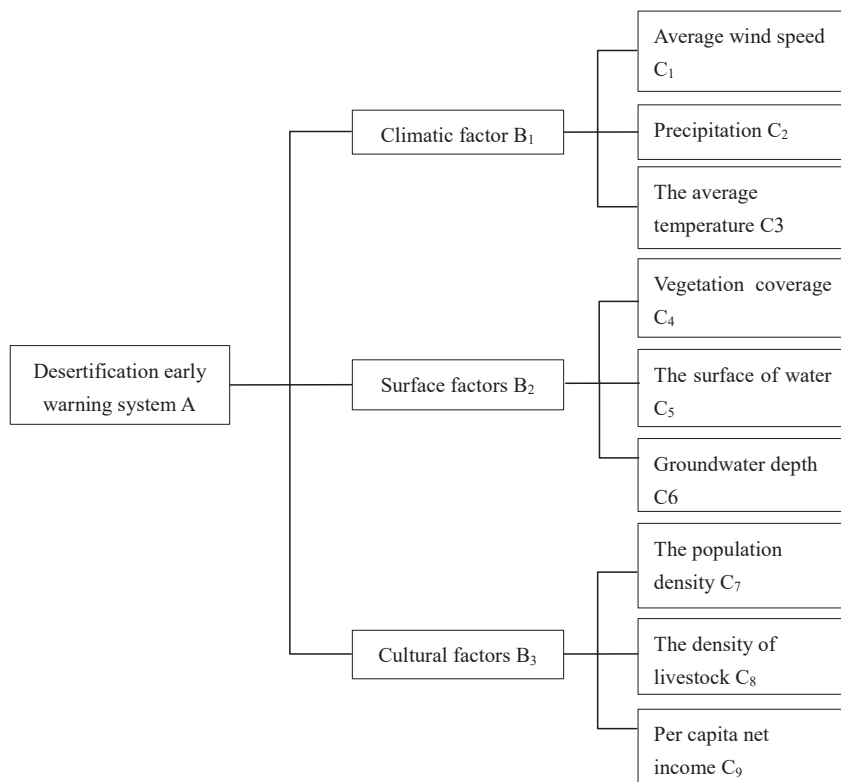 Average wind speed
C₁
Climatic factor B₁
Precipitation C₂
The average
temperature C3
Vegetation coverage
C₄
Desertification early
warning system A
Surface factors B₂
The surface of water
C₅
Groundwater depth
C6
The population
density C₇
Cultural factors B₃
The density of
livestock C₈
Per capita net
income C₉